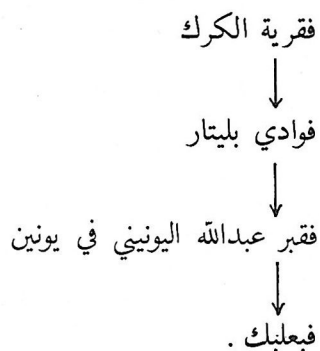 فقرية الكرك
فوادي بليتار
فقبر عبدالله اليونيني في يونين
فبعلبك .